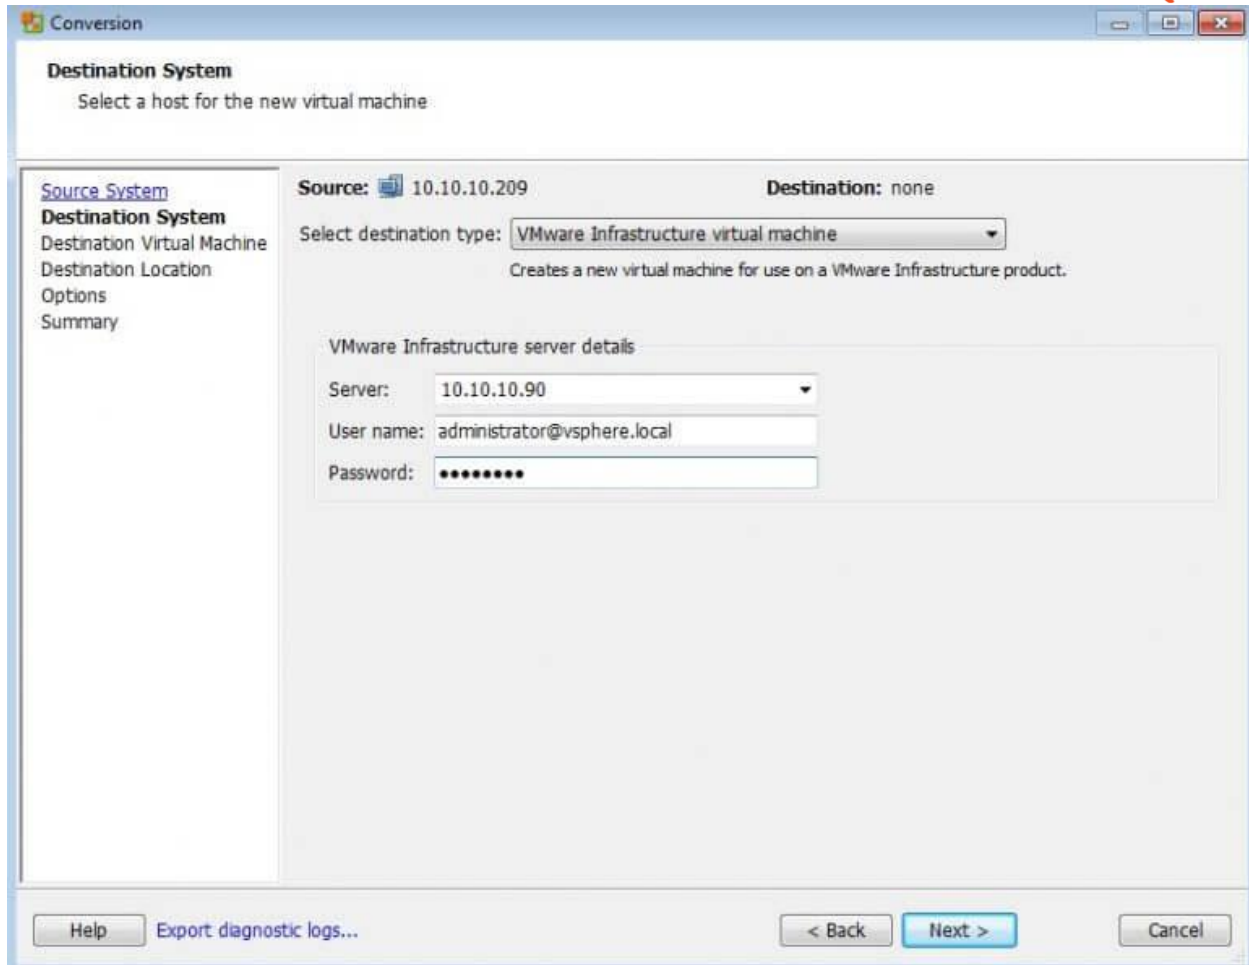 Conversion
Destination System
Select a host for the new virtual machine
Source System
Destination System
Destination Virtual Machine
Destination Location
Options
Summary
Source: 10.10.10.209 Destination: none
Select destination type: VMware Infrastructure virtual machine
Creates a new virtual machine for use on a VMware Infrastructure product.
VMware Infrastructure server details
Server: 10.10.10.90
User name: administrator@vsphere.local
Password: ••••••••
Help Export diagnostic logs... < Back Next > Cancel